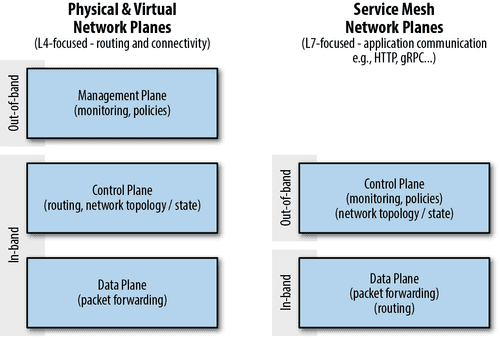 Physical & Virtual
Network Planes
(L4-focused - routing and connectivity)
Out-of-band
Management Plane
(monitoring, policies)
In-band
Control Plane
(routing, network topology / state)
Data Plane
(packet forwarding)
Service Mesh
Network Planes
(L7-focused - application communication
e.g., HTTP, gRPC...)
Out-of-band
Control Plane
(monitoring, policies)
(network topology / state)
In-band
Data Plane
(packet forwarding)
(routing)